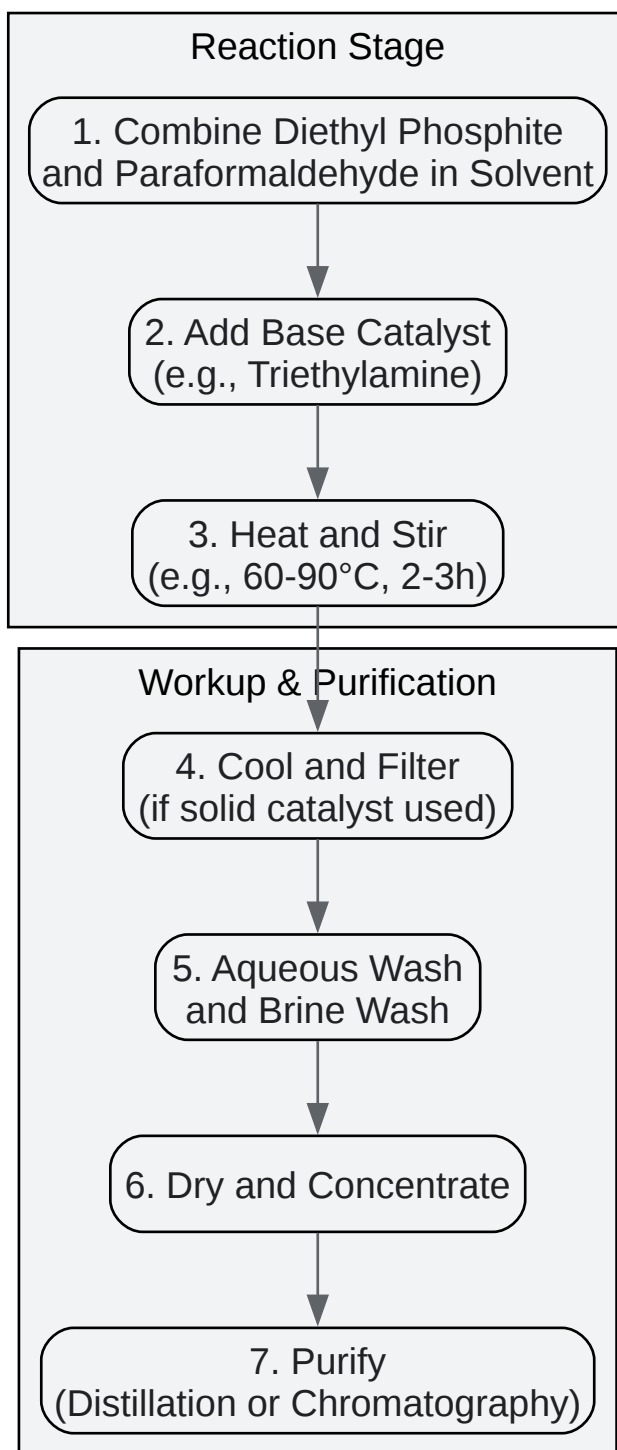 Reaction Stage
1. Combine Diethyl Phosphite
and Paraformaldehyde in Solvent
2. Add Base Catalyst
(e.g., Triethylamine)
3. Heat and Stir
(e.g., 60-90°C, 2-3h)
Workup & Purification
4. Cool and Filter
(if solid catalyst used)
5. Aqueous Wash
and Brine Wash
6. Dry and Concentrate
7. Purify
(Distillation or Chromatography)